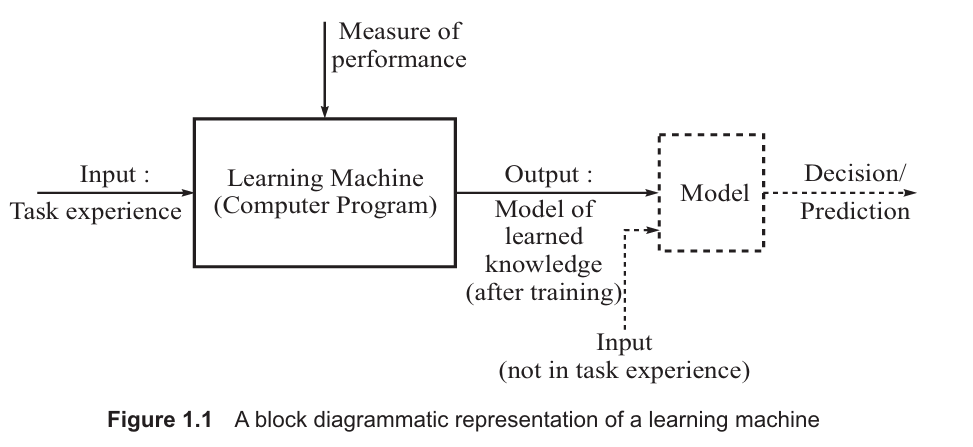 Measure of
performance
Input :
Task experience
Learning Machine
(Computer Program)
Output :
Model of
learned
knowledge
(after training)
Model
Decision/
Prediction
Input
(not in task experience)
Figure 1.1 A block diagrammatic representation of a learning machine